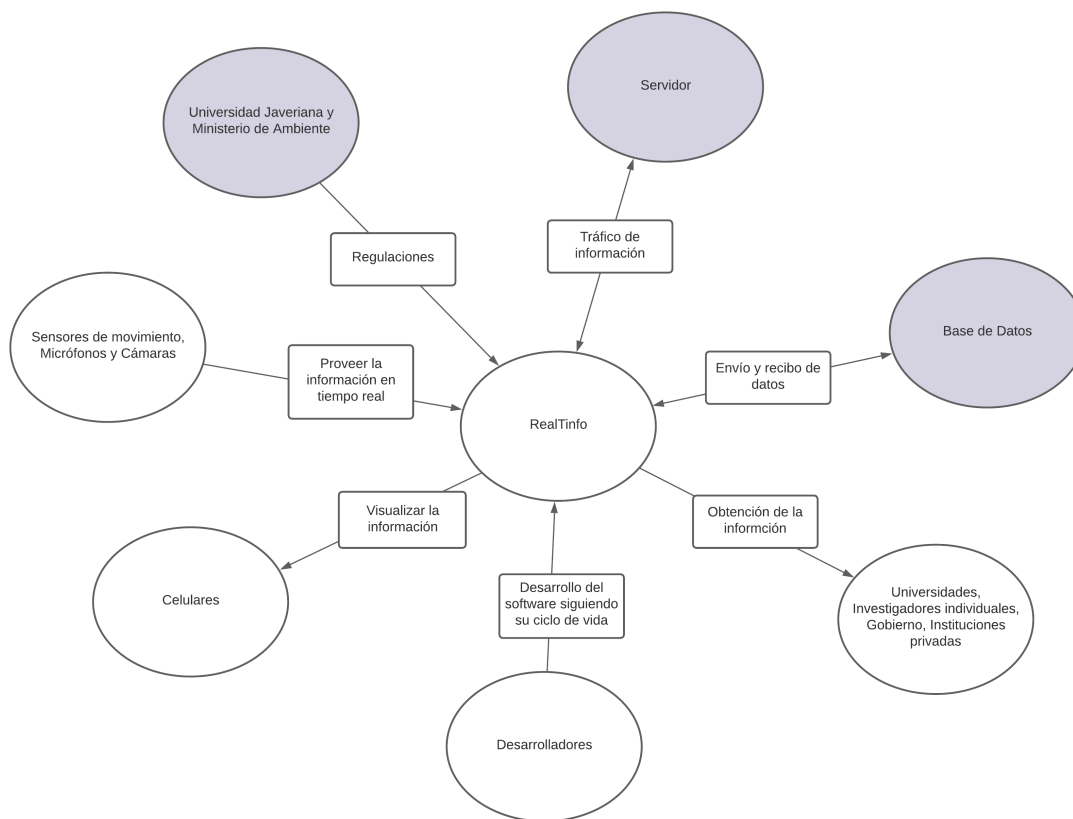 Universidad Javeriana y
Ministerio de Ambiente
Servidor
Regulaciones
Tráfico de
información
Sensores de movimiento,
Micrófonos y Cámaras
Proveer la
información en
tiempo real
Envío y recibo de
datos
Base de Datos
RealTinfo
Visualizar la
información
Obtención de la
informción
Celulares
Desarrollo del
software siguiendo
su ciclo de vida
Universidades,
Investigadores individuales,
Gobierno, Instituciones
privadas
Desarrolladores